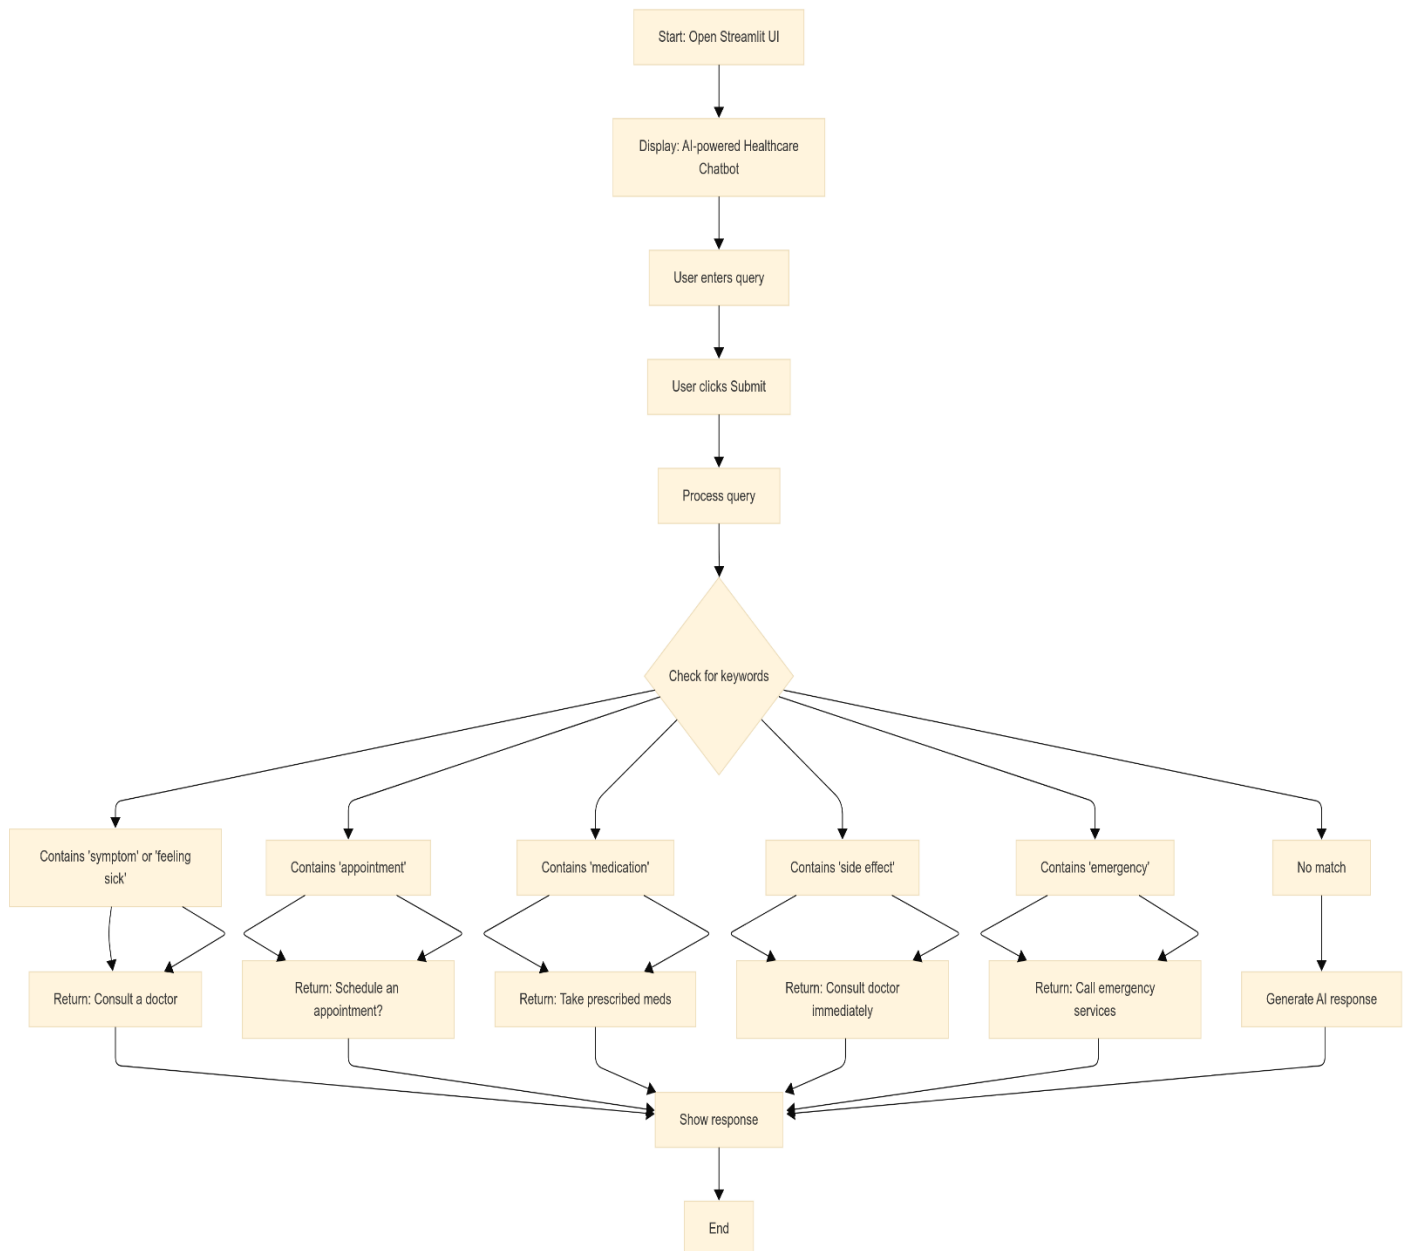 Start: Open Streamlit UI
Display: AI-powered Healthcare
Chatbot
User enters query
User clicks Submit
Process query
Check for keywords
Contains 'symptom' or 'feeling
sick'
Contains 'appointment'
Contains 'medication'
Contains 'side effect'
Contains 'emergency'
No match
Return: Consult a doctor
Return: Schedule an
appointment?
Return: Take prescribed meds
Return: Consult doctor
immediately
Return: Call emergency
services
Generate AI response
Show response
End